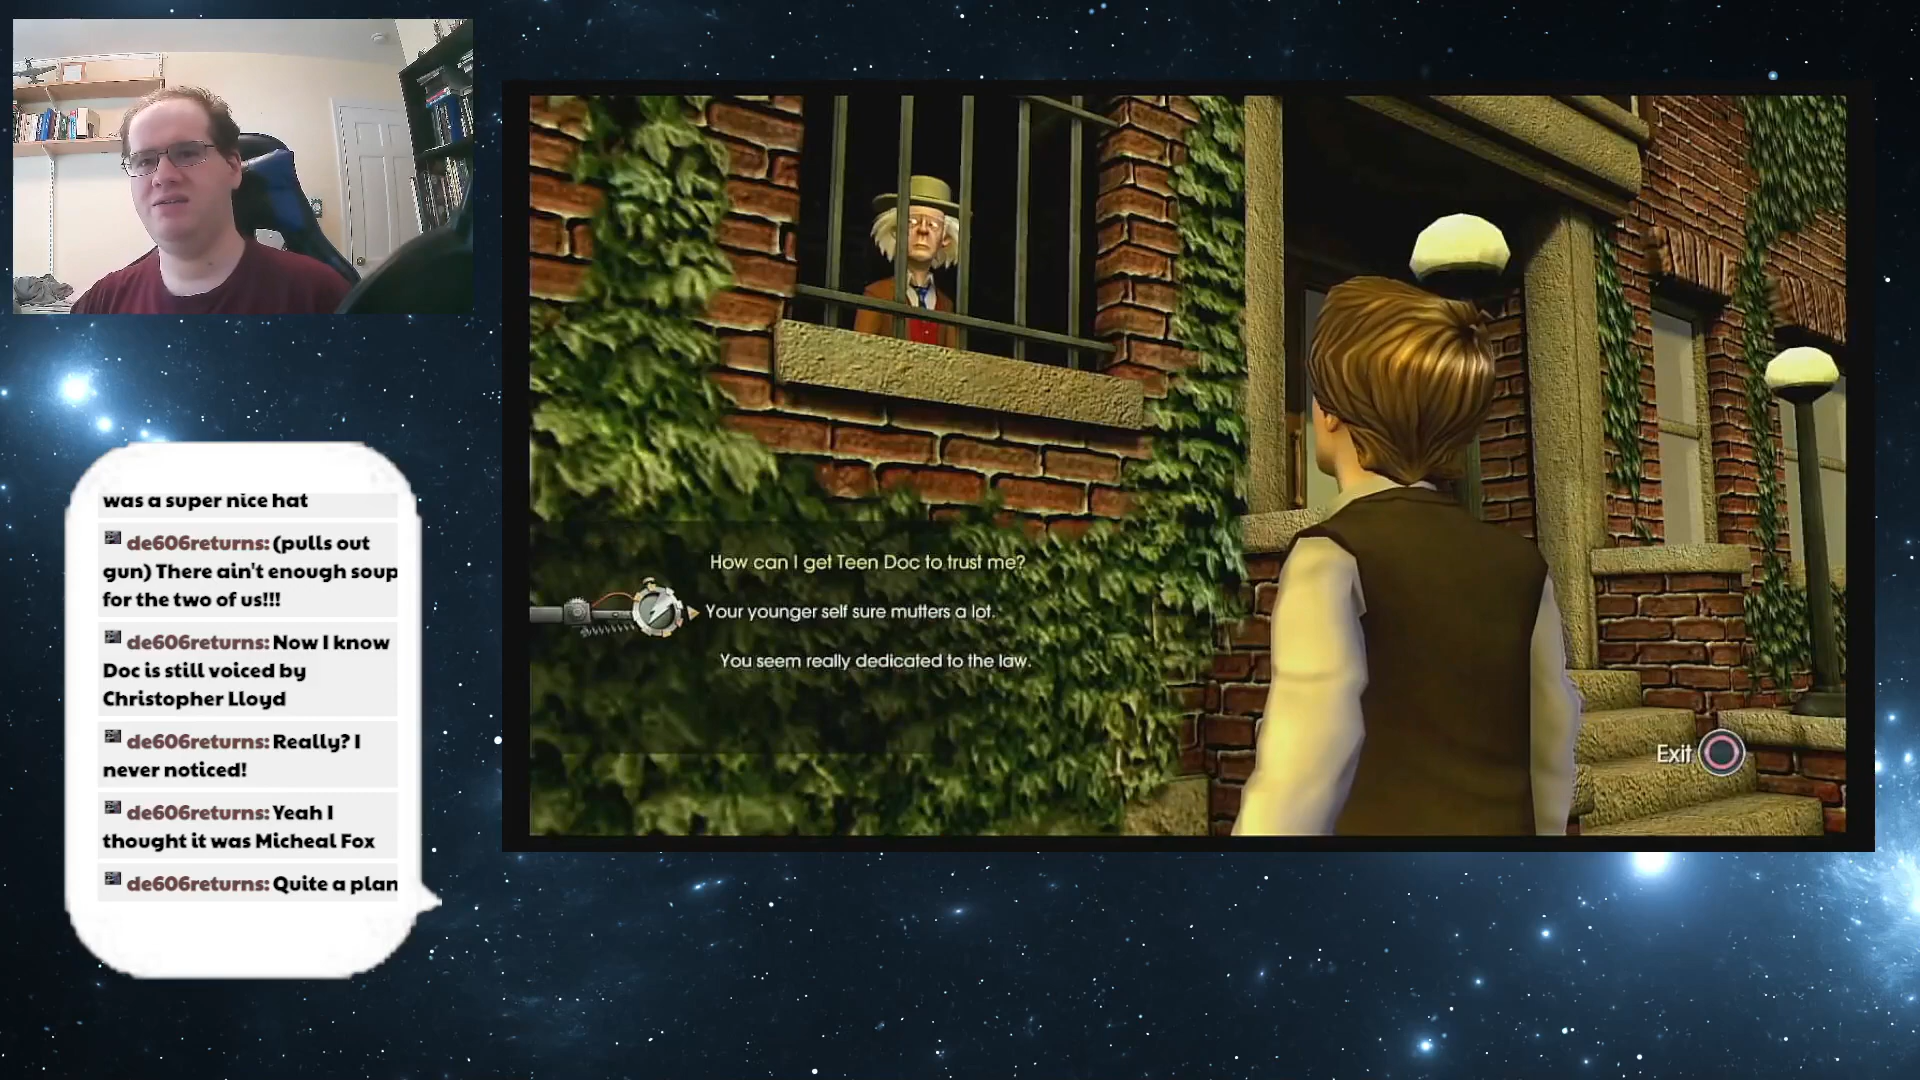 was a super nice hat
de606returns: (pulls out
gun) There ain't enough soup
for the two of us!!!
de606returns: Now I know
Doc is still voiced by
Christopher Lloyd
de606returns: Really? I
never noticed!
de606returns: Yeah I
thought it was Micheal Fox
de606returns: Quite a plan
How can I get Teen Doc to trust me?
Your younger self sure mutters a lot.
You seem really dedicated to the law.
Exit